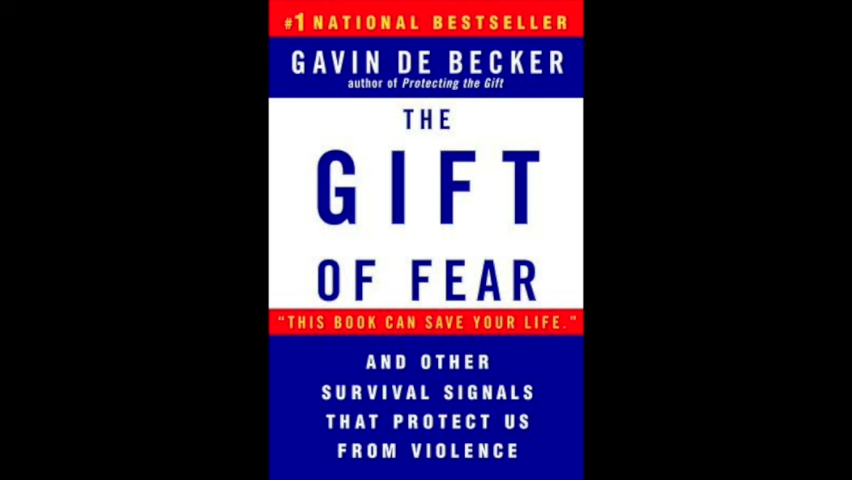 #1 NATIONAL BESTSELLER
GAVIN DE BECKER
author of Protecting the Gift
THE
GIFT
OF FEAR
"THIS BOOK CAN SAVE YOUR LIFE."
AND OTHER
SURVIVAL SIGNALS
THAT PROTECT US
FROM VIOLENCE